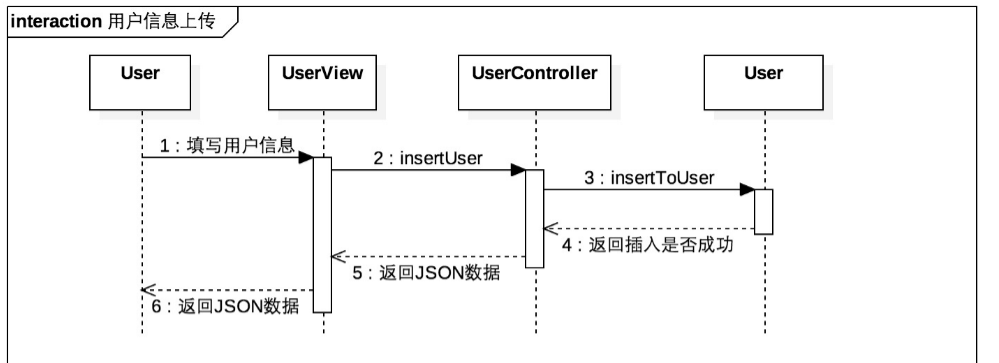 interaction 用户信息上传
User
UserView
UserController
User
1 : 填写用户信息
2 : insertUser
3 : insertToUser
4 : 返回插入是否成功
5 : 返回JSON数据
6 : 返回JSON数据